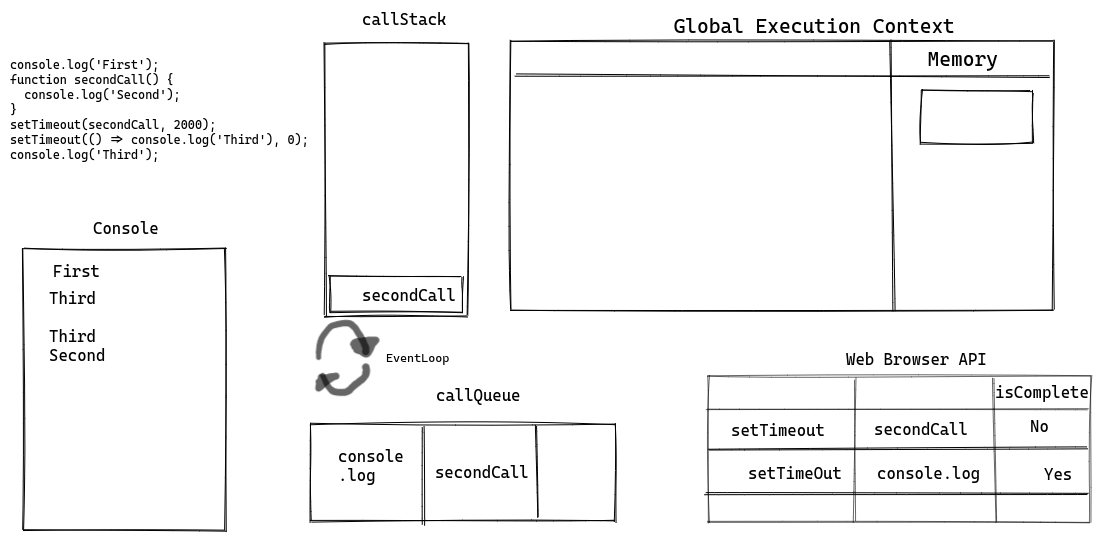 callStack
Global Execution Context
console.log('First');
function secondCall() {
  console.log('Second');
}
setTimeout(secondCall, 2000);
setTimeout(() => console.log('Third'), 0);
console.log('Third');
Memory
Console
First
Third
Third
Second
secondCall
EventLoop
callQueue
console
.log
secondCall
Web Browser API
isComplete
setTimeout secondCall No
setTimeOut console.log Yes